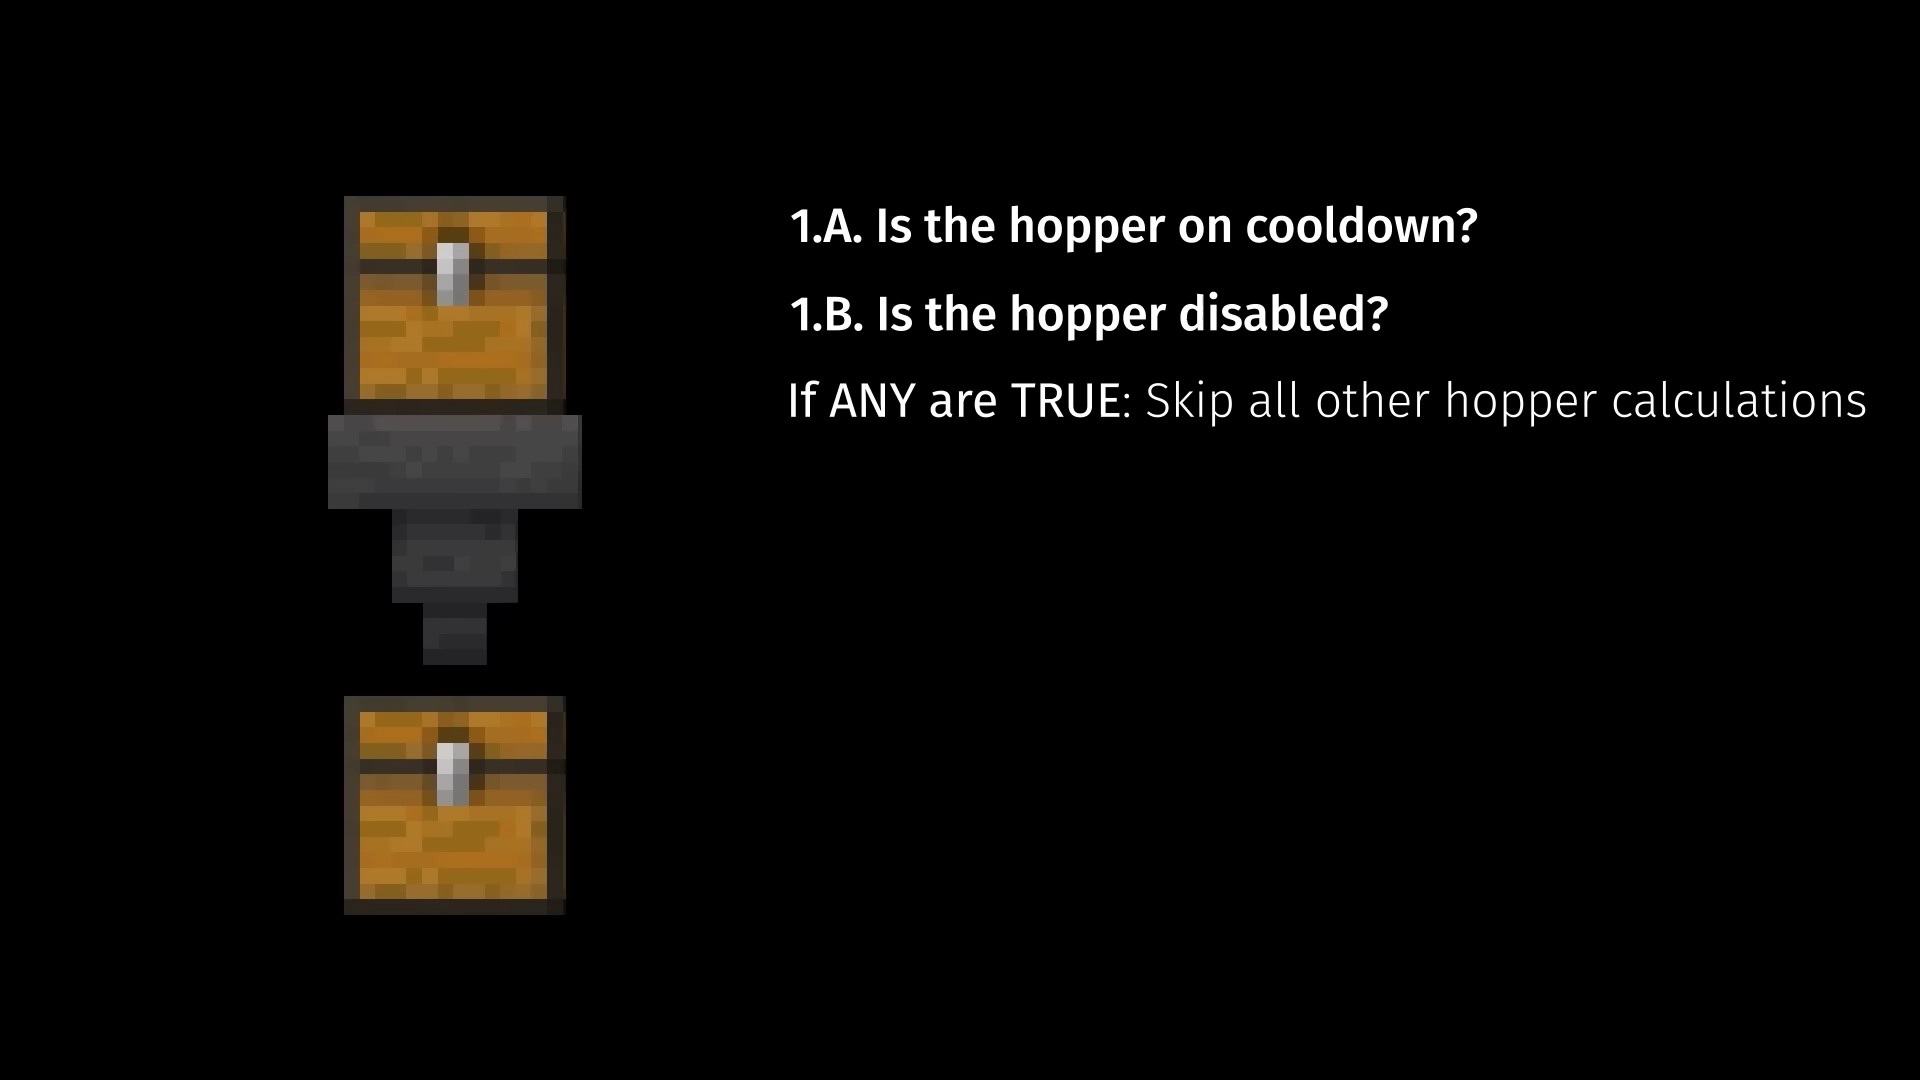 1.A. Is the hopper on cooldown?
1.B. Is the hopper disabled?
If ANY are TRUE: Skip all other hopper calculations